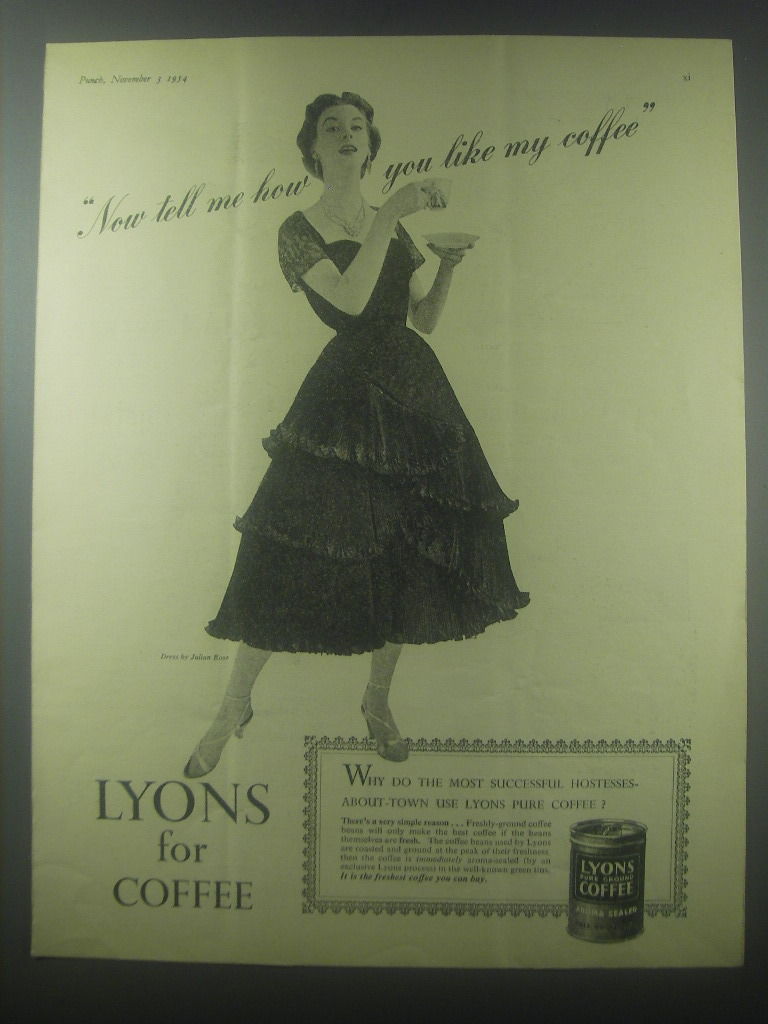 Punch, November 3 1954
xi
"Now tell me how you like my coffee"
Dress by Julian Rose
LYONS
for
COFFEE
WHY DO THE MOST SUCCESSFUL HOSTESSES-
ABOUT-TOWN USE LYONS PURE COFFEE ?
There's a very simple reason . . . Freshly-ground coffee
beans will only make the best coffee if the beans
themselves are fresh. The coffee beans used by Lyons
are roasted and ground at the peak of their freshness,
then the coffee is immediately aroma-sealed (by an
exclusive Lyons process) in the well-known green tins.
It is the freshest coffee you can buy.
LYONS
PURE GROUND
COFFEE
AROMA SEALED